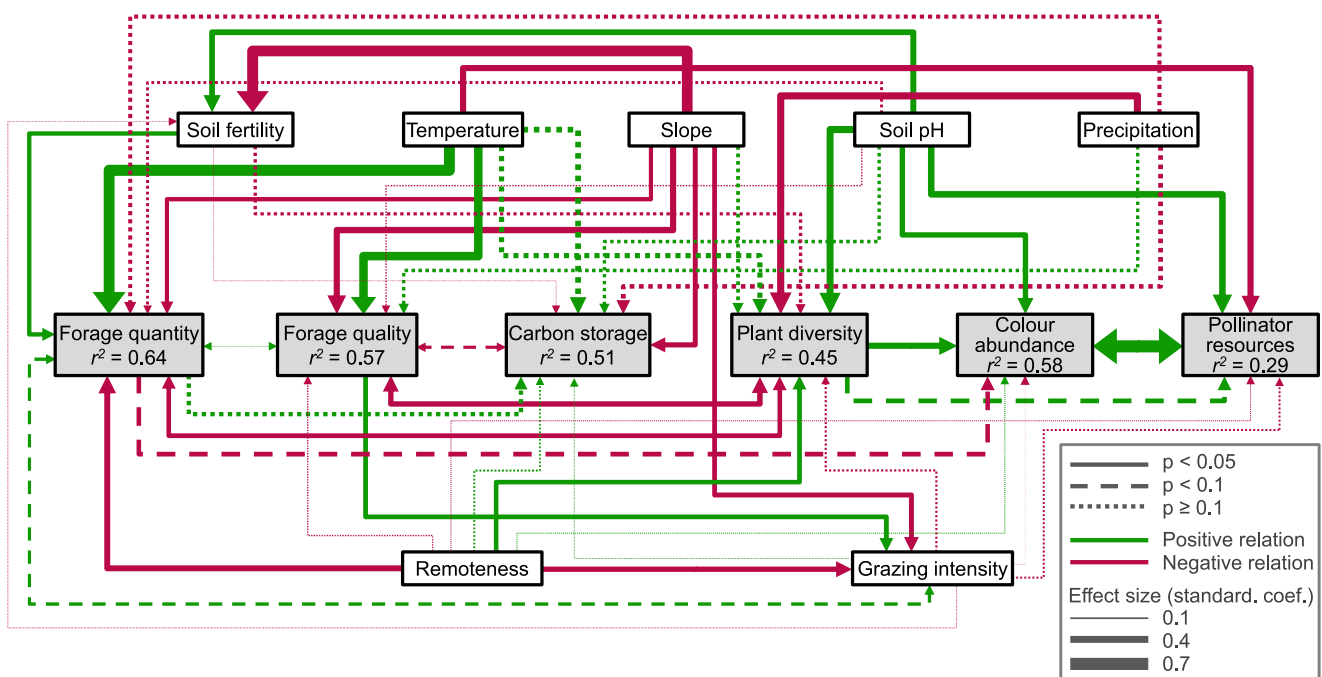 Soil fertility
Temperature
Slope
Soil pH
Precipitation
Forage quantity
r² = 0.64
Forage quality
r² = 0.57
Carbon storage
r² = 0.51
Plant diversity
r² = 0.45
Colour
abundance
r² = 0.58
Pollinator
resources
r² = 0.29
Remoteness
Grazing intensity
p < 0.05
p < 0.1
p ≥ 0.1
Positive relation
Negative relation
Effect size (standard. coef.)
0.1
0.4
0.7